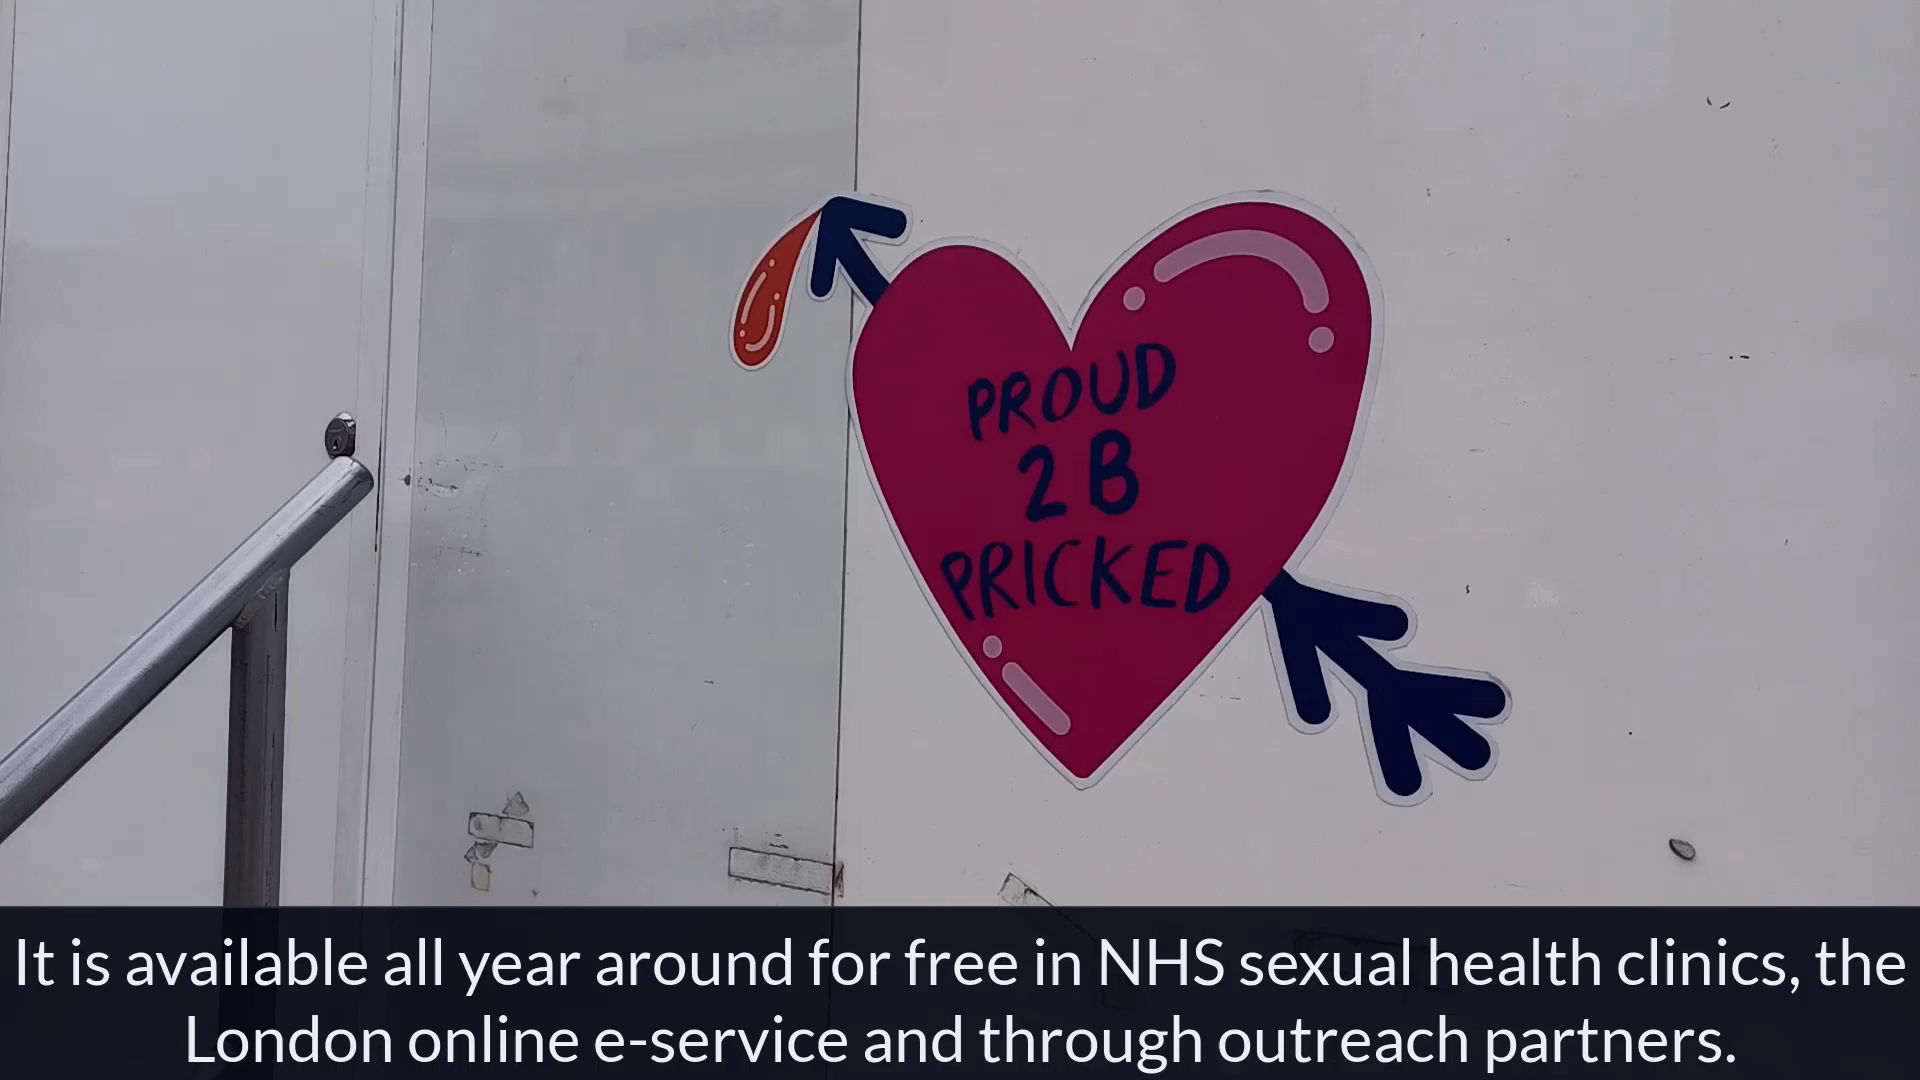 PROUD
2 B
PRICKED
It is available all year around for free in NHS sexual health clinics, the
London online e-service and through outreach partners.